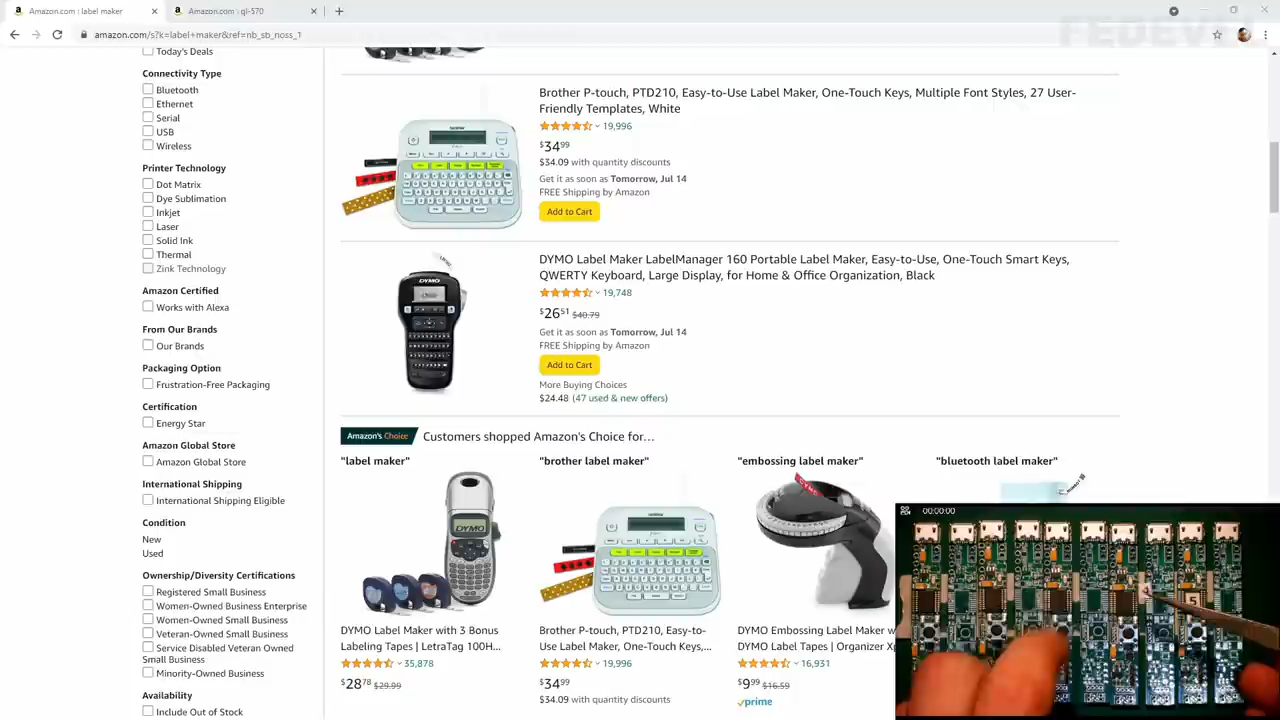 Amazon.com : label maker
Amazon.com : ql-570
amazon.com/s?k=label+maker&ref=nb_sb_noss_1
FEDEVEL
Today's Deals
Connectivity Type
Bluetooth
Ethernet
Serial
USB
Wireless
Printer Technology
Dot Matrix
Dye Sublimation
Inkjet
Laser
Solid Ink
Thermal
Zink Technology
Amazon Certified
Works with Alexa
From Our Brands
Our Brands
Packaging Option
Frustration-Free Packaging
Certification
Energy Star
Amazon Global Store
Amazon Global Store
International Shipping
International Shipping Eligible
Condition
New
Used
Ownership/Diversity Certifications
Registered Small Business
Women-Owned Business Enterprise
Women-Owned Small Business
Veteran-Owned Small Business
Service Disabled Veteran Owned
Small Business
Minority-Owned Business
Availability
Include Out of Stock
Brother P-touch, PTD210, Easy-to-Use Label Maker, One-Touch Keys, Multiple Font Styles, 27 User-
Friendly Templates, White
19,996
$34.99
$34.09 with quantity discounts
Get it as soon as Tomorrow, Jul 14
FREE Shipping by Amazon
Add to Cart
DYMO
DYMO Label Maker LabelManager 160 Portable Label Maker, Easy-to-Use, One-Touch Smart Keys,
QWERTY Keyboard, Large Display, for Home & Office Organization, Black
19,748
$26.51 $40.79
Get it as soon as Tomorrow, Jul 14
FREE Shipping by Amazon
Add to Cart
More Buying Choices
$24.48 (47 used & new offers)
Amazon's Choice Customers shopped Amazon's Choice for…
"label maker"
DYMO
DYMO Label Maker with 3 Bonus
Labeling Tapes | LetraTag 100H...
35,878
$28.78 $29.99
"brother label maker"
Brother P-touch, PTD210, Easy-to-
Use Label Maker, One-Touch Keys,...
19,996
$34.99
$34.09 with quantity discounts
"embossing label maker"
DYMO
DYMO Embossing Label Maker w
DYMO Label Tapes | Organizer Xp
16,931
$9.99 $16.59
prime
"bluetooth label maker"
00:00:00
5